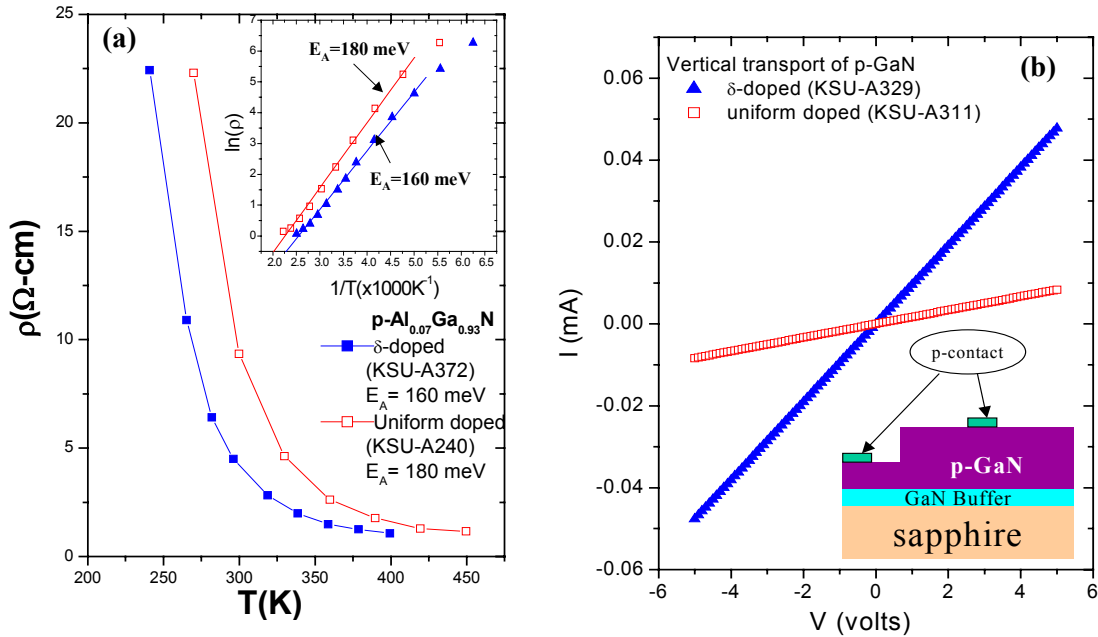 (a)
ρ(Ω-cm)
25
20
15
10
5
0
200
250
300
350
400
450
T(K)
ln(ρ)
7
6
5
4
3
2
1
0
2.0
2.5
3.0
3.5
4.0
4.5
5.0
5.5
6.0
6.5
1/T(x1000K⁻¹)
E_A=180 meV
E_A=160 meV
p-Al₀.₀₇Ga₀.₉₃N
δ-doped
(KSU-A372)
E_A = 160 meV
Uniform doped
(KSU-A240)
E_A = 180 meV
(b)
Vertical transport of p-GaN
δ-doped (KSU-A329)
uniform doped (KSU-A311)
I (mA)
0.06
0.04
0.02
0.00
-0.02
-0.04
-0.06
-6
-4
-2
0
2
4
6
V (volts)
p-contact
p-GaN
GaN Buffer
sapphire